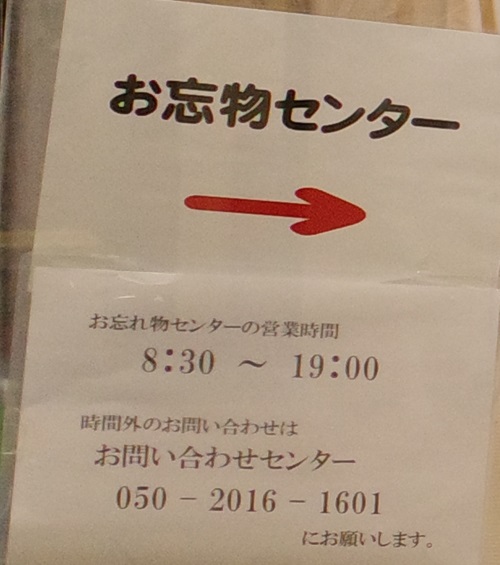 お忘物センター
お忘れ物センターの営業時間
8:30 ～ 19:00
時間外のお問い合わせは
お問い合わせセンター
050 − 2016 − 1601
にお願いします。